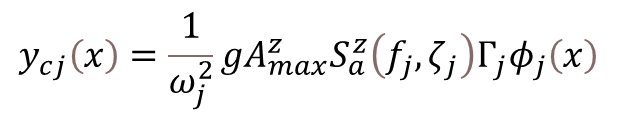 y_{cj}(x) = \frac{1}{\omega_j^2} g A_{max}^z S_a^z(f_j, \zeta_j) \Gamma_j \phi_j(x)